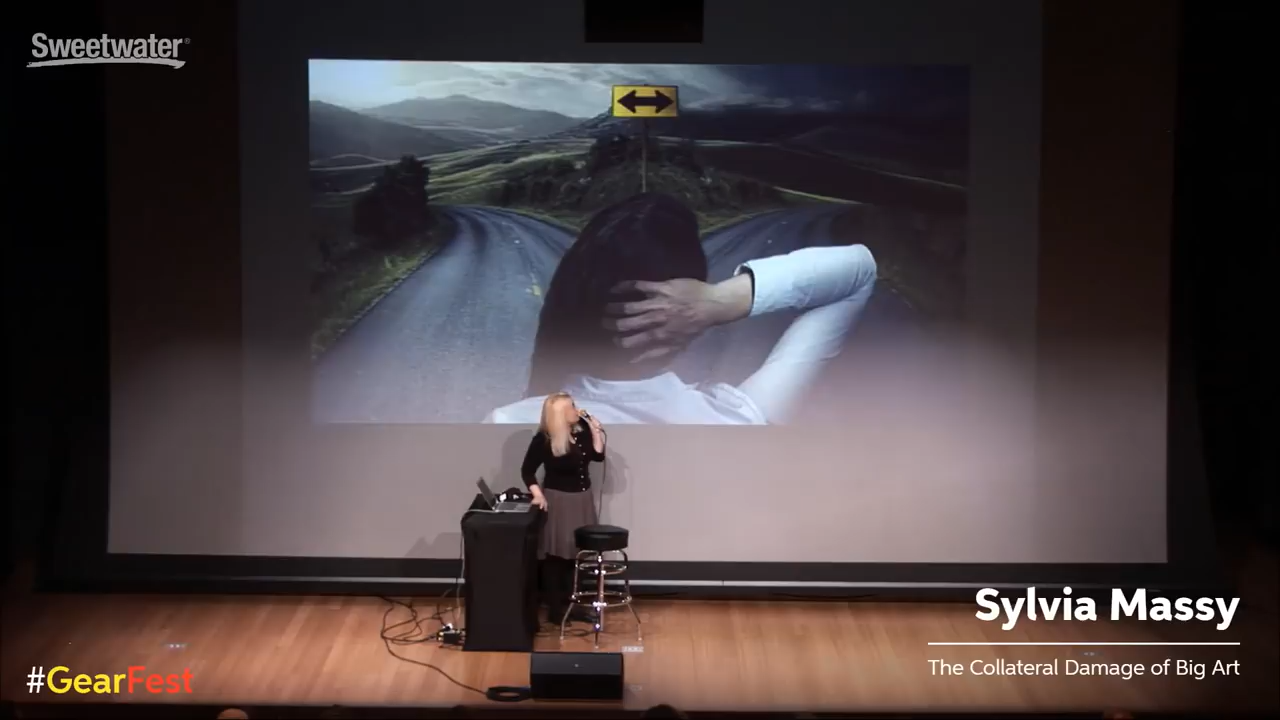 Sweetwater®
Sylvia Massy
The Collateral Damage of Big Art
#GearFest